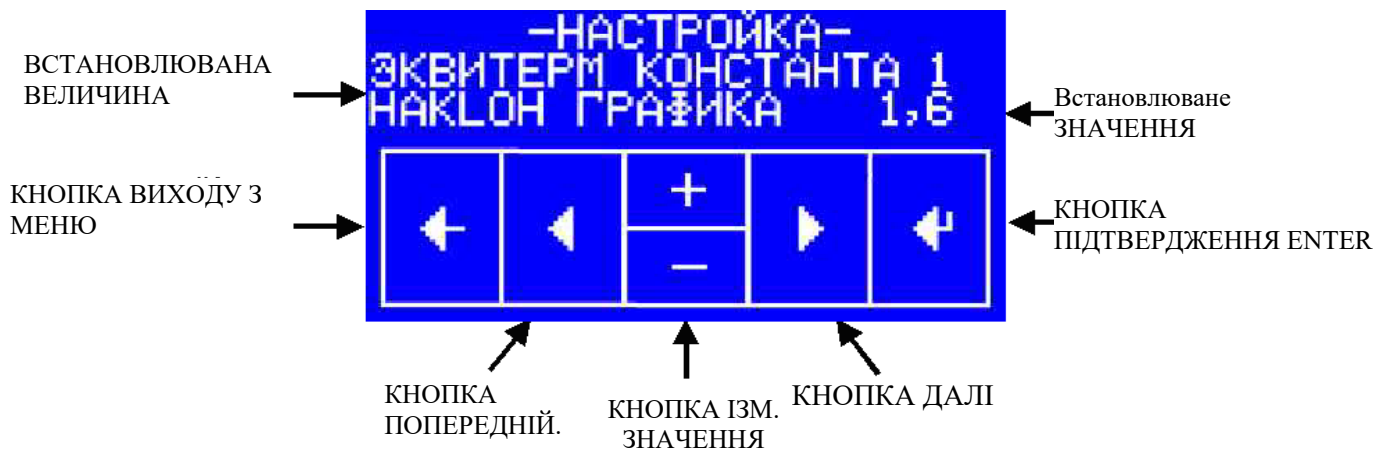 -НАСТРОЙКА-
ЭКВИТЕРМ КОНСТАНТА 1
НАКLОН ГРАФИКА 1,6
ВСТАНОВЛЮВАНА
ВЕЛИЧИНА
Встановлюване
ЗНАЧЕННЯ
КНОПКА ВИХОДУ З
МЕНЮ
+
−
КНОПКА
ПІДТВЕРДЖЕННЯ ENTER
КНОПКА
ПОПЕРЕДНІЙ.
КНОПКА ІЗМ.
ЗНАЧЕННЯ
КНОПКА ДАЛІ